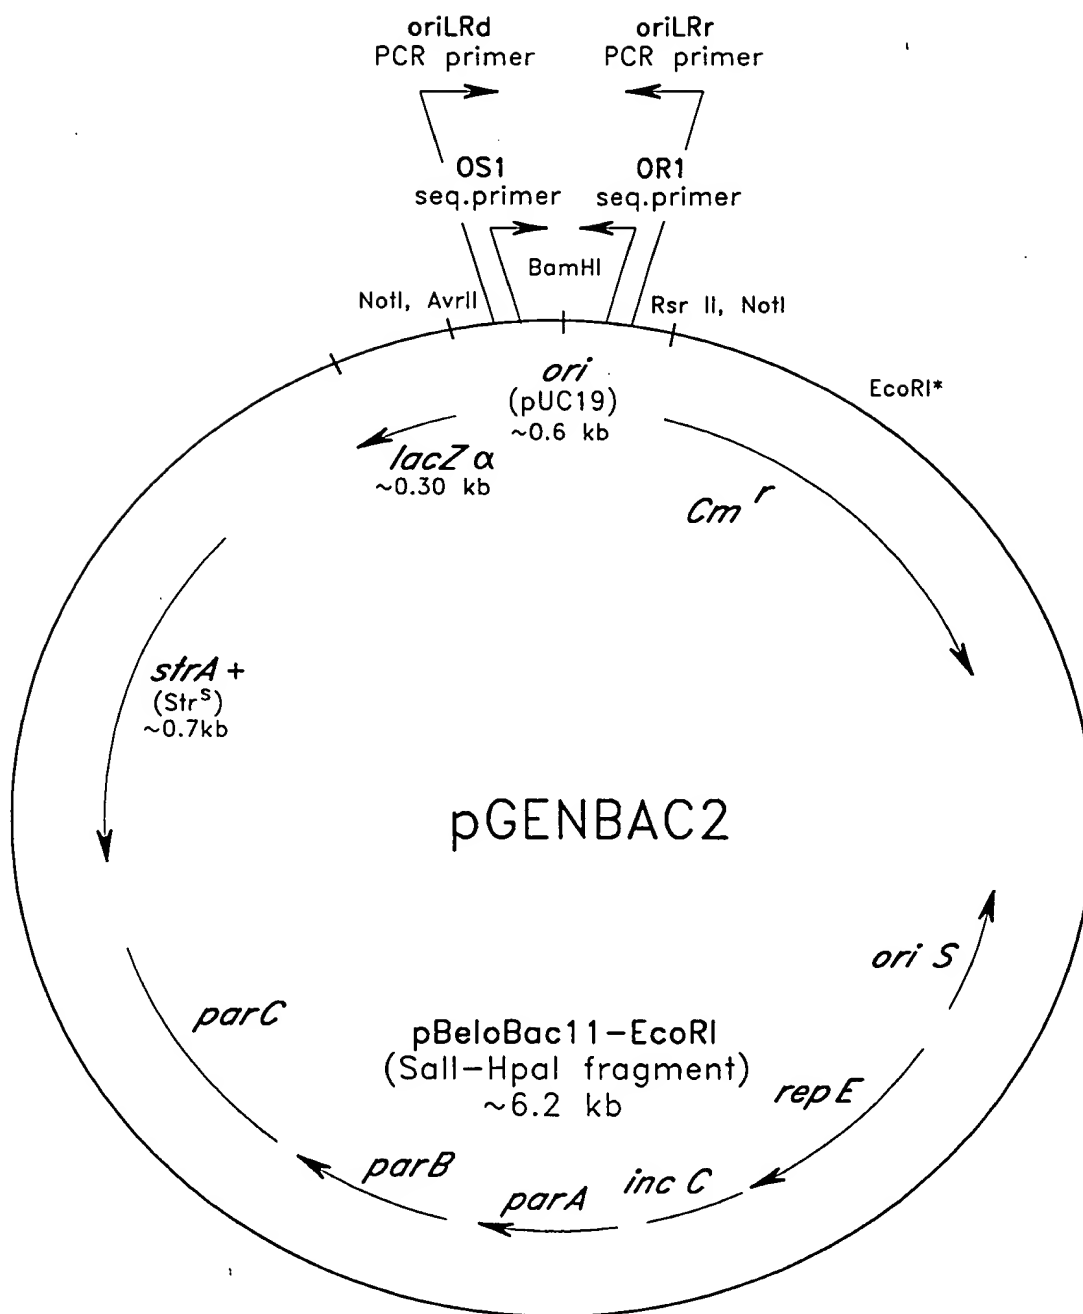 oriLRd
PCR primer
oriLRr
PCR primer
OS1
seq.primer
OR1
seq.primer
BamHI
NotI, AvrII
Rsr II, NotI
EcoRI*
ori
(pUC19)
~0.6 kb
lacZ α
~0.30 kb
Cm r
strA +
(Str s)
~0.7kb
pGENBAC2
ori S
parC
pBeloBac11-EcoRI
(SalI-HpaI fragment)
~6.2 kb
repE
parB
parA
inc C